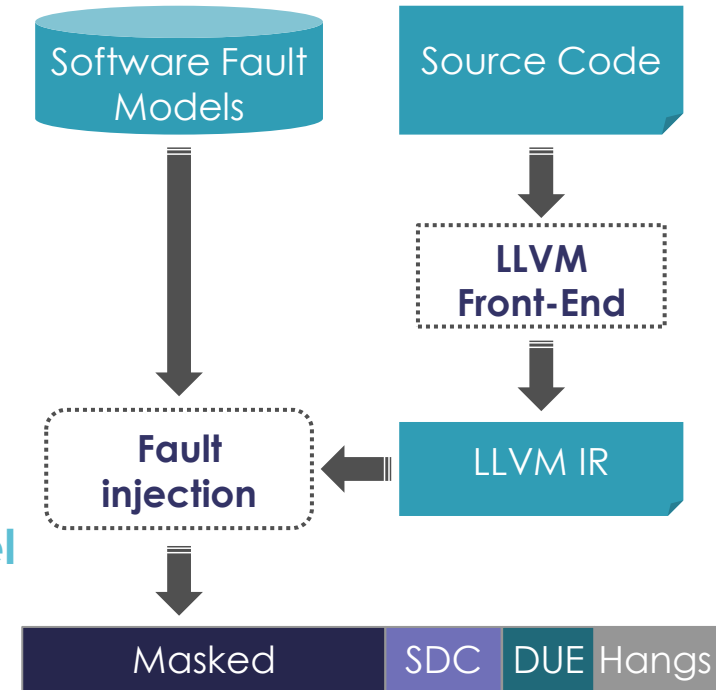 Software Fault
Models
Source Code
LLVM
Front-End
Fault
injection
LLVM IR
Masked
SDC
DUE
Hangs